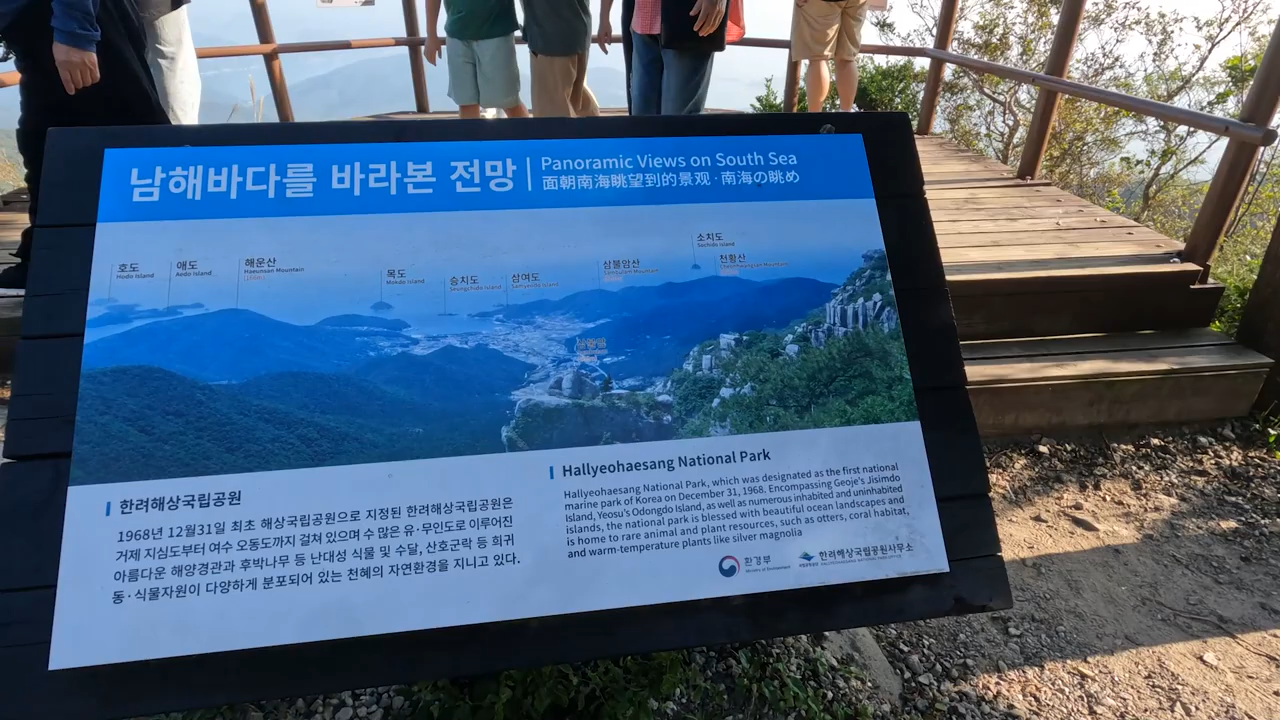 남해바다를 바라본 전망
Panoramic Views on South Sea
面朝南海眺望到的景观 · 南海の眺め
호도
Hodo Island
애도
Aedo Island
해운산
Haeunsan Mountain
목도
Mokdo Island
승치도
Seungchido Island
삼여도
Samyeodo Island
삼불암산
Sambulam Mountain
소치도
Sochido Island
천황산
Cheonhwangsan Mountain
한려해상국립공원
1968년 12월31일 최초 해상국립공원으로 지정된 한려해상국립공원은
거제 지심도부터 여수 오동도까지 걸쳐 있으며 수 많은 유·무인도로 이루어진
아름다운 해양경관과 후박나무 등 난대성 식물 및 수달, 산호군락 등 희귀
동·식물자원이 다양하게 분포되어 있는 천혜의 자연환경을 지니고 있다.
Hallyeohaesang National Park
Hallyeohaesang National Park, which was designated as the first national
marine park of Korea on December 31, 1968. Encompassing Geoje's Jisimdo
Island, Yeosu's Odongdo Island, as well as numerous inhabited and uninhabited
islands, the national park is blessed with beautiful ocean landscapes and
is home to rare animal and plant resources, such as otters, coral habitat,
and warm-temperature plants like silver magnolia
환경부
Ministry of Environment
국립공원공단
한려해상국립공원사무소
HALLYEOHAESANG NATIONAL PARK OFFICE